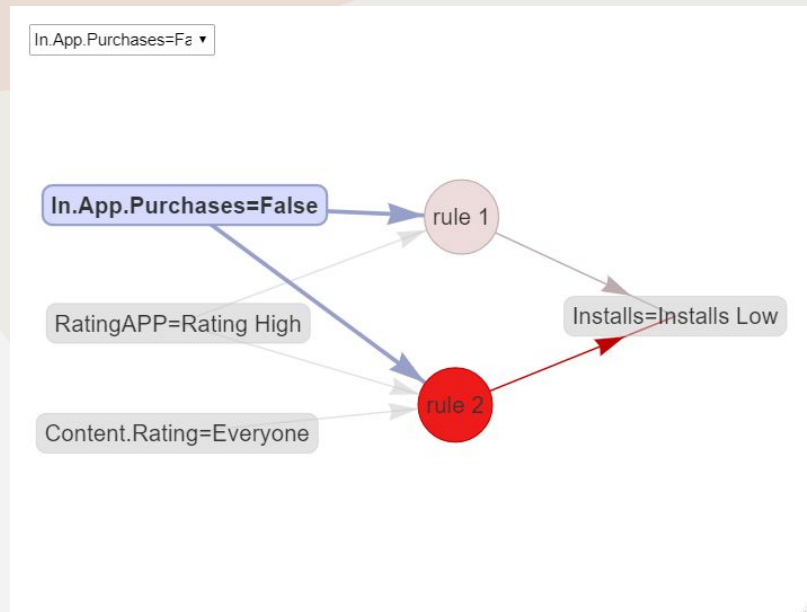 In.App.Purchases=Fa
In.App.Purchases=False
rule 1
RatingAPP=Rating High
Installs=Installs Low
rule 2
Content.Rating=Everyone